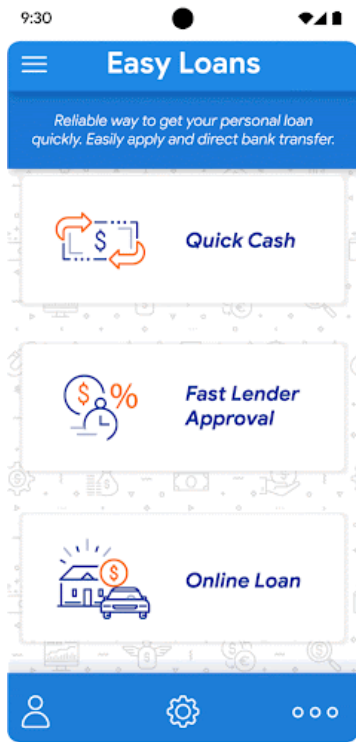 9:30
Easy Loans
Reliable way to get your personal loan
quickly. Easily apply and direct bank transfer.
$
Quick Cash
$ %
Fast Lender
Approval
$
Online Loan